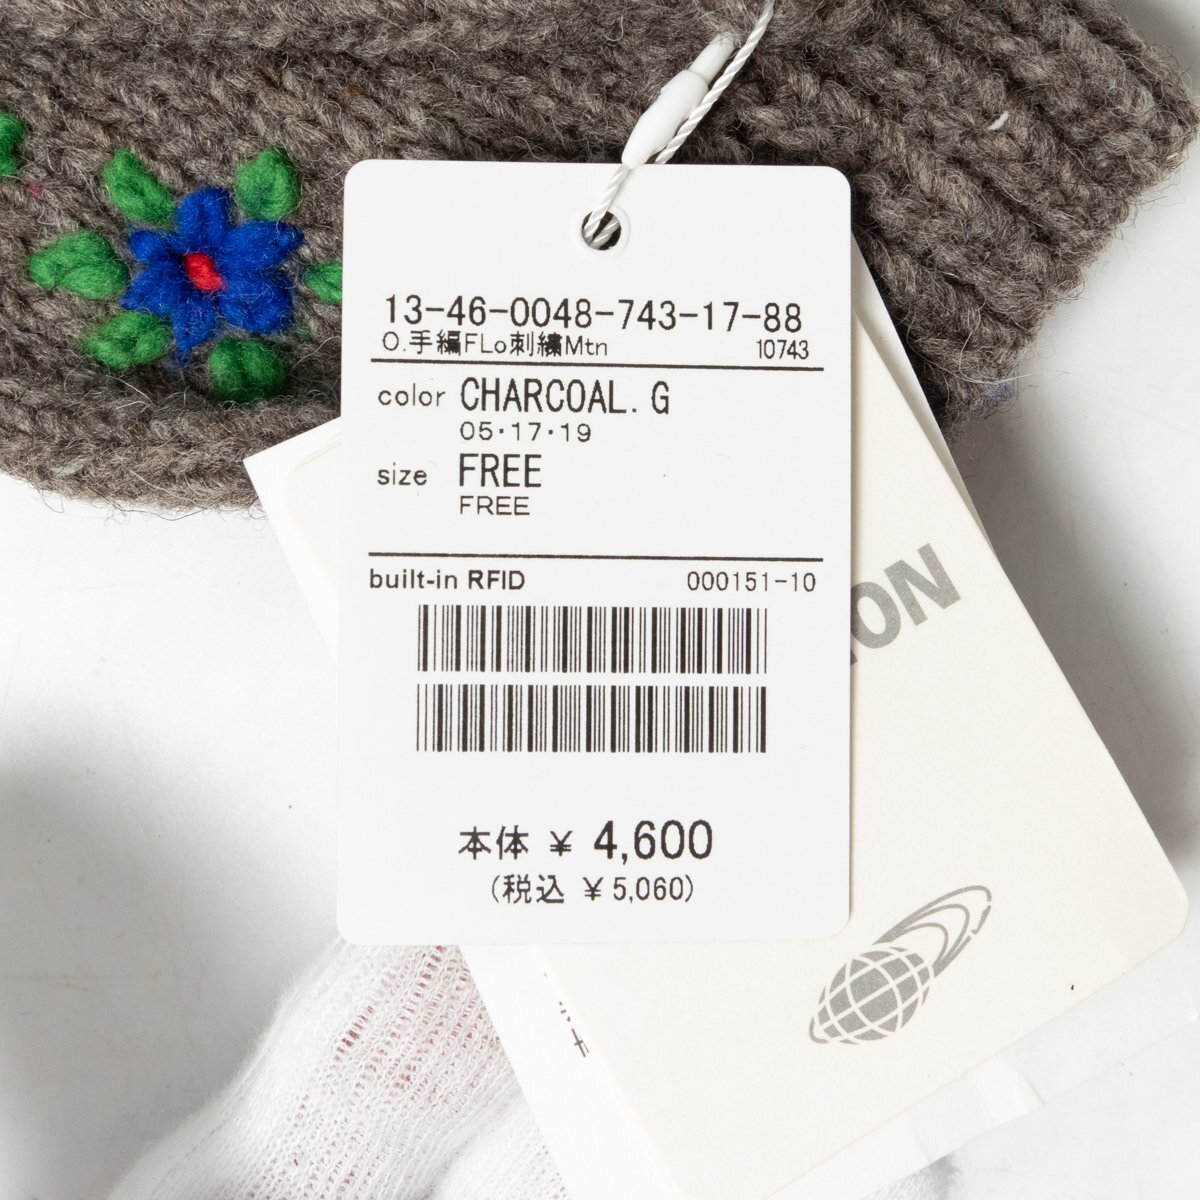 13-46-0048-743-17-88
O.手編FLo刺繍Mtn 10743
color CHARCOAL. G
05・17・19
size FREE
FREE
built-in RFID 000151-10
本体 ¥ 4,600
(税込 ¥5,060)
ION